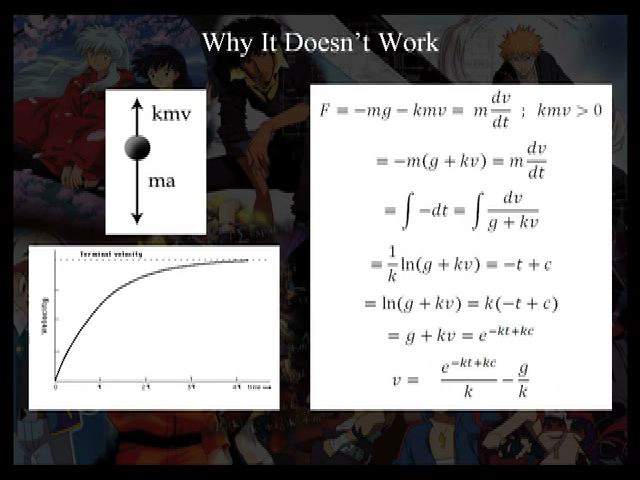 Why It Doesn't Work
kmv
ma
F = −mg − kmv = m dv/dt ; kmv > 0
= −m(g + kv) = m dv/dt
= ∫ −dt = ∫ dv/(g + kv)
= 1/k ln(g + kv) = −t + c
= ln(g + kv) = k(−t + c)
= g + kv = e^(−kt+kc)
v = e^(−kt+kc)/k − g/k
Terminal velocity
Velocity
0